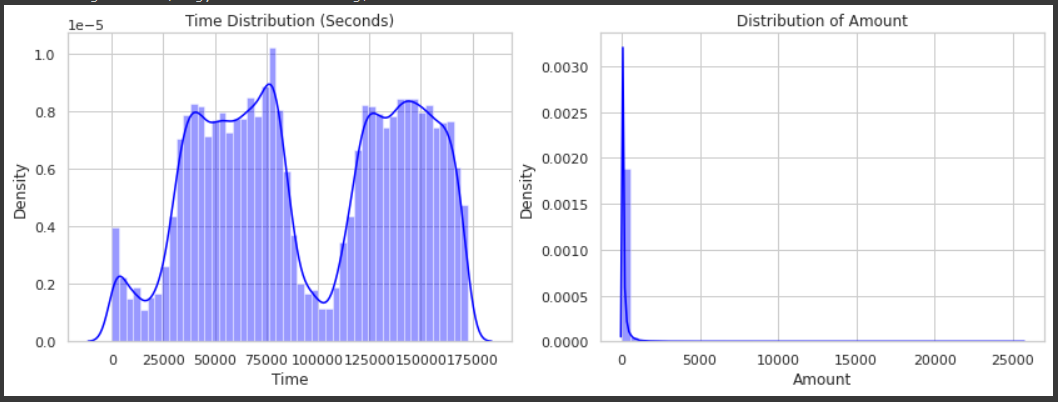 Time Distribution (Seconds)
1e−5
1.0
0.8
0.6
0.4
0.2
0.0
Density
0 25000 50000 75000 100000 125000 150000 175000
Time
Distribution of Amount
0.0030
0.0025
0.0020
0.0015
0.0010
0.0005
0.0000
Density
0 5000 10000 15000 20000 25000
Amount